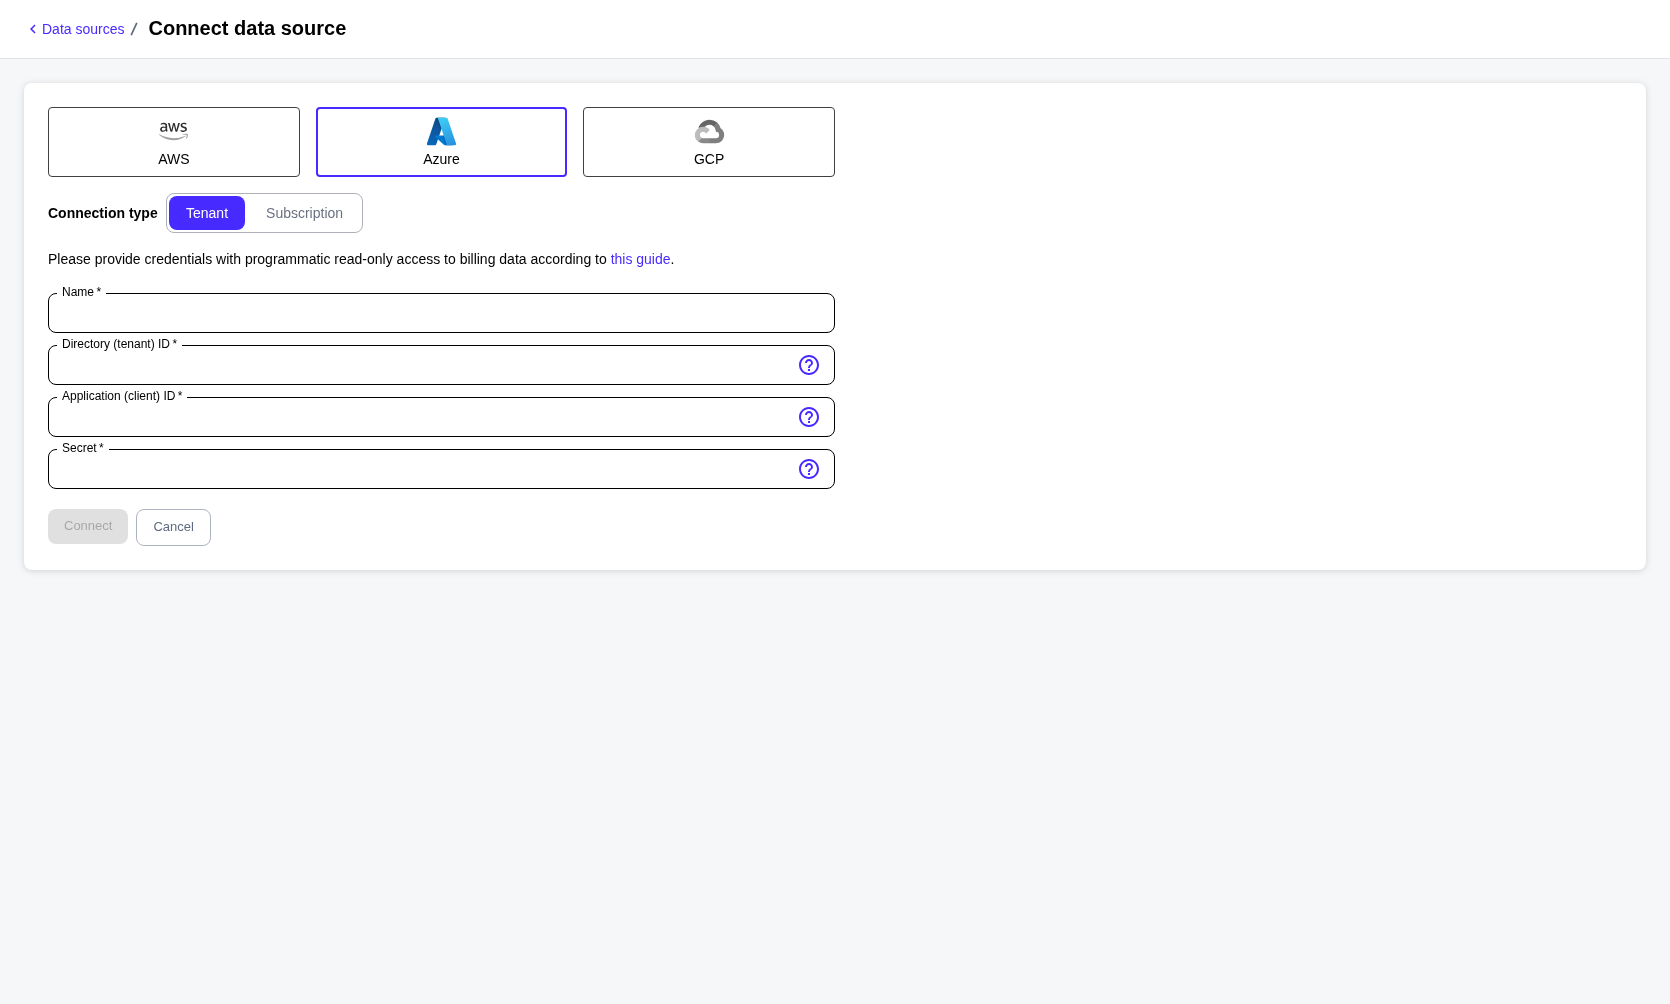 Data sources / Connect data source
aws
AWS
Azure
GCP
Connection type Tenant Subscription
Please provide credentials with programmatic read-only access to billing data according to this guide.
Name *
Directory (tenant) ID *
Application (client) ID *
Secret *
Connect Cancel